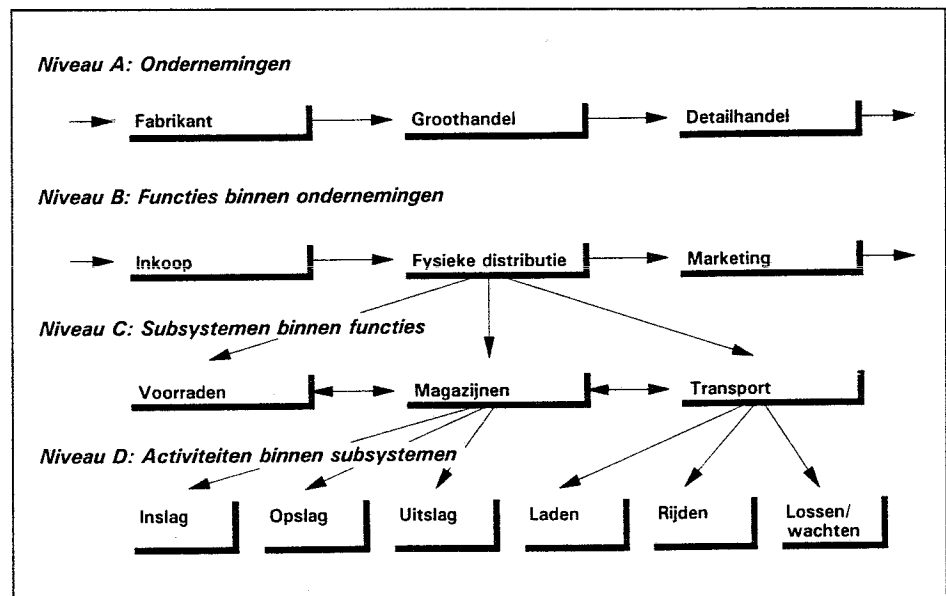 Niveau A: Ondernemingen
Fabrikant
Groothandel
Detailhandel
Niveau B: Functies binnen ondernemingen
Inkoop
Fysieke distributie
Marketing
Niveau C: Subsystemen binnen functies
Voorraden
Magazijnen
Transport
Niveau D: Activiteiten binnen subsystemen
Inslag
Opslag
Uitslag
Laden
Rijden
Lossen/
wachten